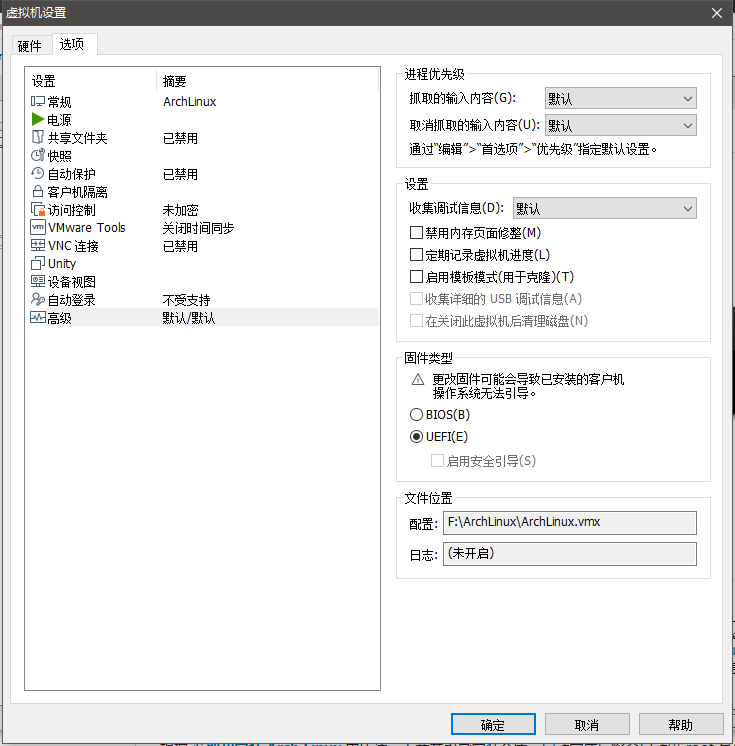 虚拟机设置
硬件 选项
设置 摘要
常规 ArchLinux
电源
共享文件夹 已禁用
快照
自动保护 已禁用
客户机隔离
访问控制 未加密
VMware Tools 关闭时间同步
VNC 连接 已禁用
Unity
设备视图
自动登录 不受支持
高级 默认/默认
进程优先级
抓取的输入内容(G): 默认
取消抓取的输入内容(U): 默认
通过“编辑”>“首选项”>“优先级”指定默认设置。
设置
收集调试信息(D): 默认
禁用内存页面修整(M)
定期记录虚拟机进度(L)
启用模板模式(用于克隆)(T)
收集详细的 USB 调试信息(A)
在关闭此虚拟机后清理磁盘(N)
固件类型
更改固件可能会导致已安装的客户机
操作系统无法引导。
BIOS(B)
UEFI(E)
启用安全引导(S)
文件位置
配置: F:\ArchLinux\ArchLinux.vmx
日志: (未开启)
确定 取消 帮助